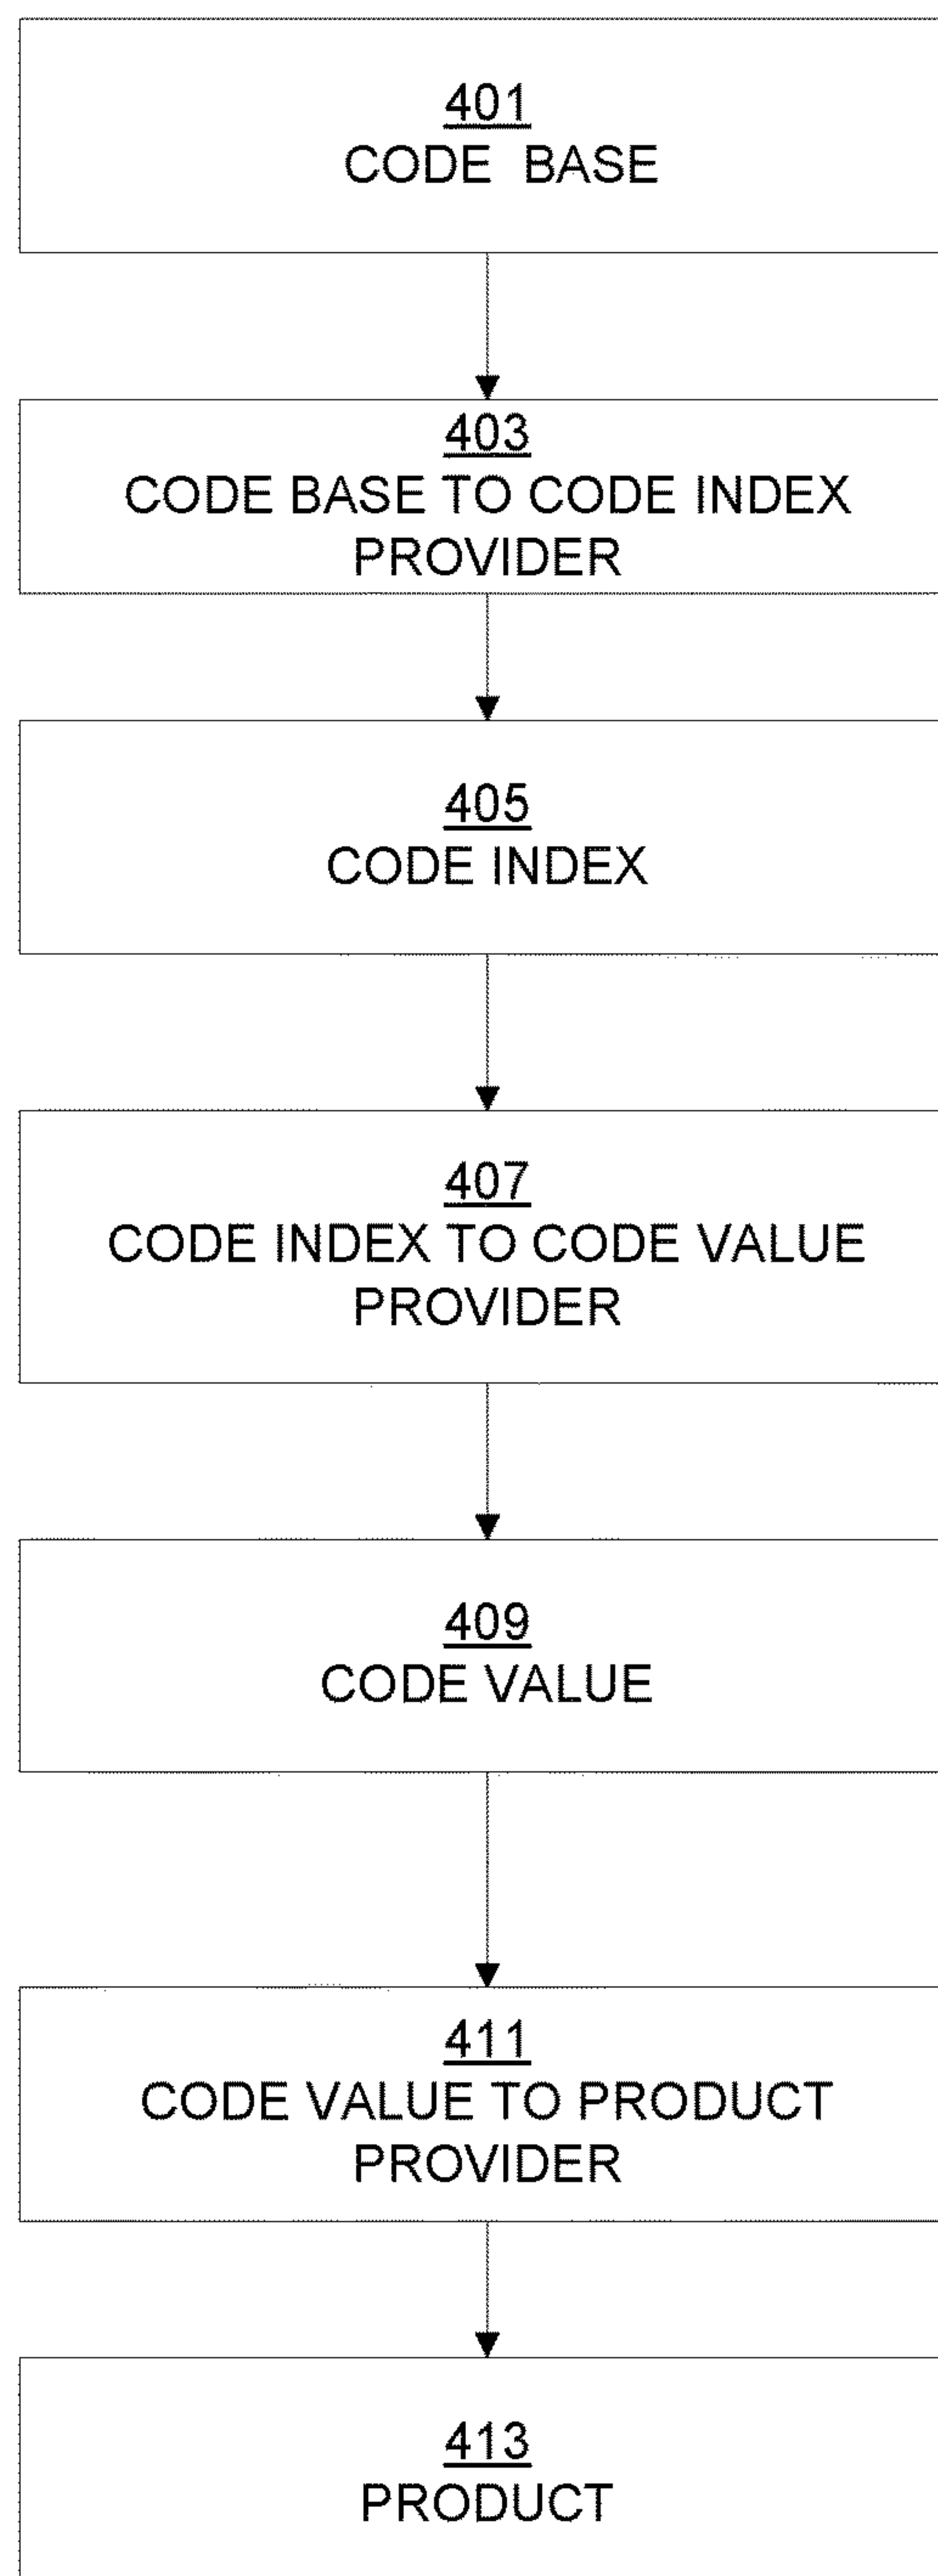 401
CODE BASE
403
CODE BASE TO CODE INDEX
PROVIDER
405
CODE INDEX
407
CODE INDEX TO CODE VALUE
PROVIDER
409
CODE VALUE
411
CODE VALUE TO PRODUCT
PROVIDER
413
PRODUCT